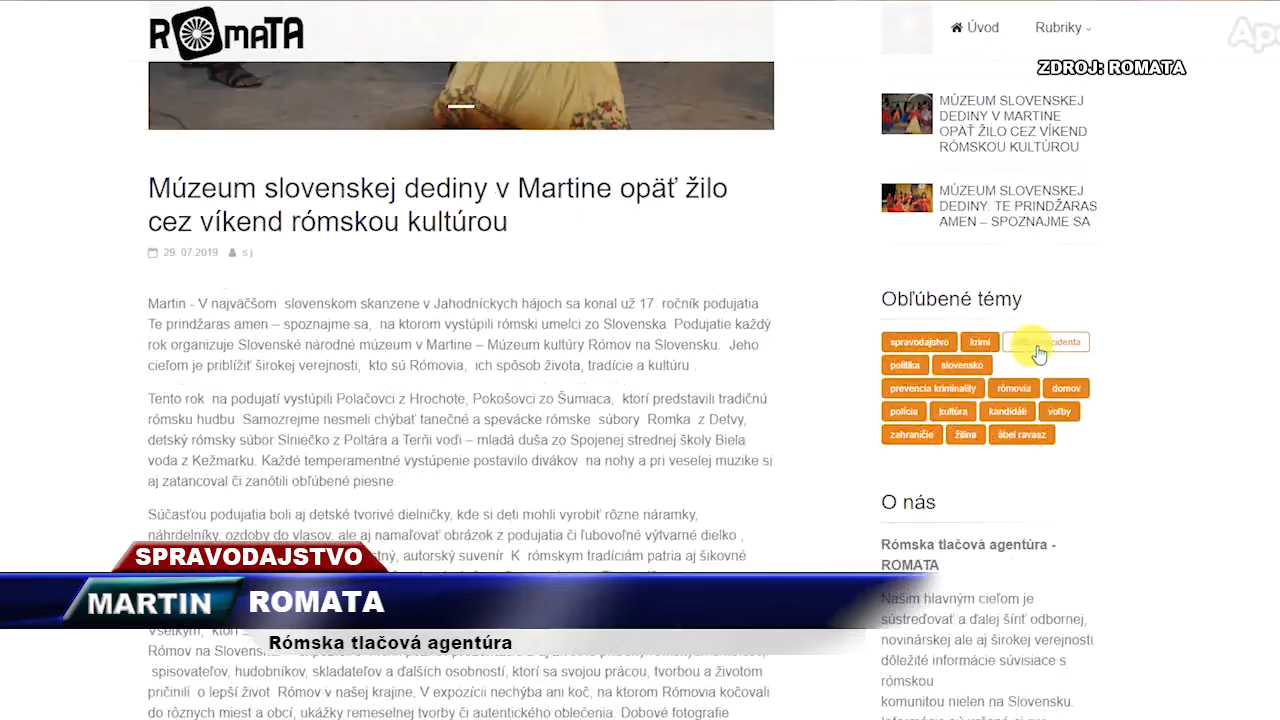 ROMATA
Úvod
Rubriky
ZDROJ: ROMATA
MÚZEUM SLOVENSKEJ
DEDINY V MARTINE
OPÄŤ ŽILO CEZ VÍKEND
RÓMSKOU KULTÚROU
MÚZEUM SLOVENSKEJ
DEDINY: TE PRINDŽARAS
AMEN – SPOZNAJME SA
Múzeum slovenskej dediny v Martine opäť žilo
cez víkend rómskou kultúrou
29. 07.2019 s j
Martin - V najväčšom slovenskom skanzene v Jahodníckych hájoch sa konal už 17. ročník podujatia
Te prindžaras amen – spoznajme sa, na ktorom vystúpili rómski umelci zo Slovenska. Podujatie každý
rok organizuje Slovenské národné múzeum v Martine – Múzeum kultúry Rómov na Slovensku. Jeho
cieľom je priblížiť širokej verejnosti, kto sú Rómovia, ich spôsob života, tradície a kultúru .
Tento rok na podujatí vystúpili Polačovci z Hrochote, Pokošovci zo Šumiaca, ktorí predstavili tradičnú
rómsku hudbu. Samozrejme nesmeli chýbať tanečné a spevácke rómske súbory Romka z Detvy,
detský rómsky súbor Slniečko z Poltára a Terňi voďi – mladá duša zo Spojenej strednej školy Biela
voda z Kežmarku. Každé temperamentné vystúpenie postavilo divákov na nohy a pri veselej muzike si
aj zatancoval či zanôtili obľúbené piesne
Súčasťou podujatia boli aj detské tvorivé dielničky, kde si deti mohli vyrobiť rôzne náramky,
náhrdelníky, ozdoby do vlasov, ale aj namaľovať obrázok z podujatia či ľubovoľné výtvarné dielko ,
autorský suvenír. K rómskym tradíciám patria aj šikovné
Obľúbené témy
spravodajstvo krimi
politika slovensko
prevencia kriminality rómovia domov
polícia kultúra kandidáti voľby
zahraničie žilina ábel ravasz
O nás
Rómska tlačová agentúra -
ROMATA
Našim hlavným cieľom je
sústreďovať a ďalej šíriť odbornej,
novinárskej ale aj širokej verejnosti
dôležité informácie súvisiace s
rómskou
komunitou nielen na Slovensku.
SPRAVODAJSTVO
MARTIN ROMATA
Rómska tlačová agentúra
Rómov na Slovensku.
spisovateľov, hudobníkov, skladateľov a ďalších osobností, ktorí sa svojou prácou, tvorbou a životom
pričinili o lepší život Rómov v našej krajine. V expozícii nechýba ani koč, na ktorom Rómovia kočovali
do rôznych miest a obcí, ukážky remeselnej tvorby či autentického oblečenia. Dobové fotografie